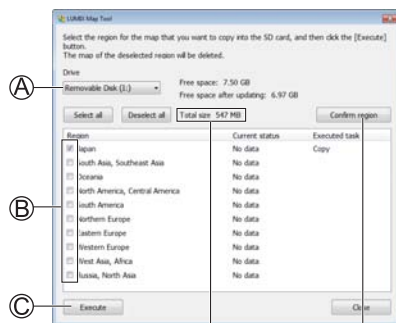 LUMIX Map Tool
Select the region for the map that you want to copy into the SD card, and then click the [Execute]
button.
The map of the deselected region will be deleted.
Drive
A
Removable Disk (I:)
Free space: 7.50 GB
Free space after updating: 6.97 GB
Select all Deselect all Total size 547 MB Confirm region
Region Current status Executed task
Japan No data Copy
South Asia, Southeast Asia No data
Oceania No data
North America, Central America No data
B
South America No data
Northern Europe No data
Eastern Europe No data
Western Europe No data
West Asia, Africa No data
Russia, North Asia No data
C
Execute Close